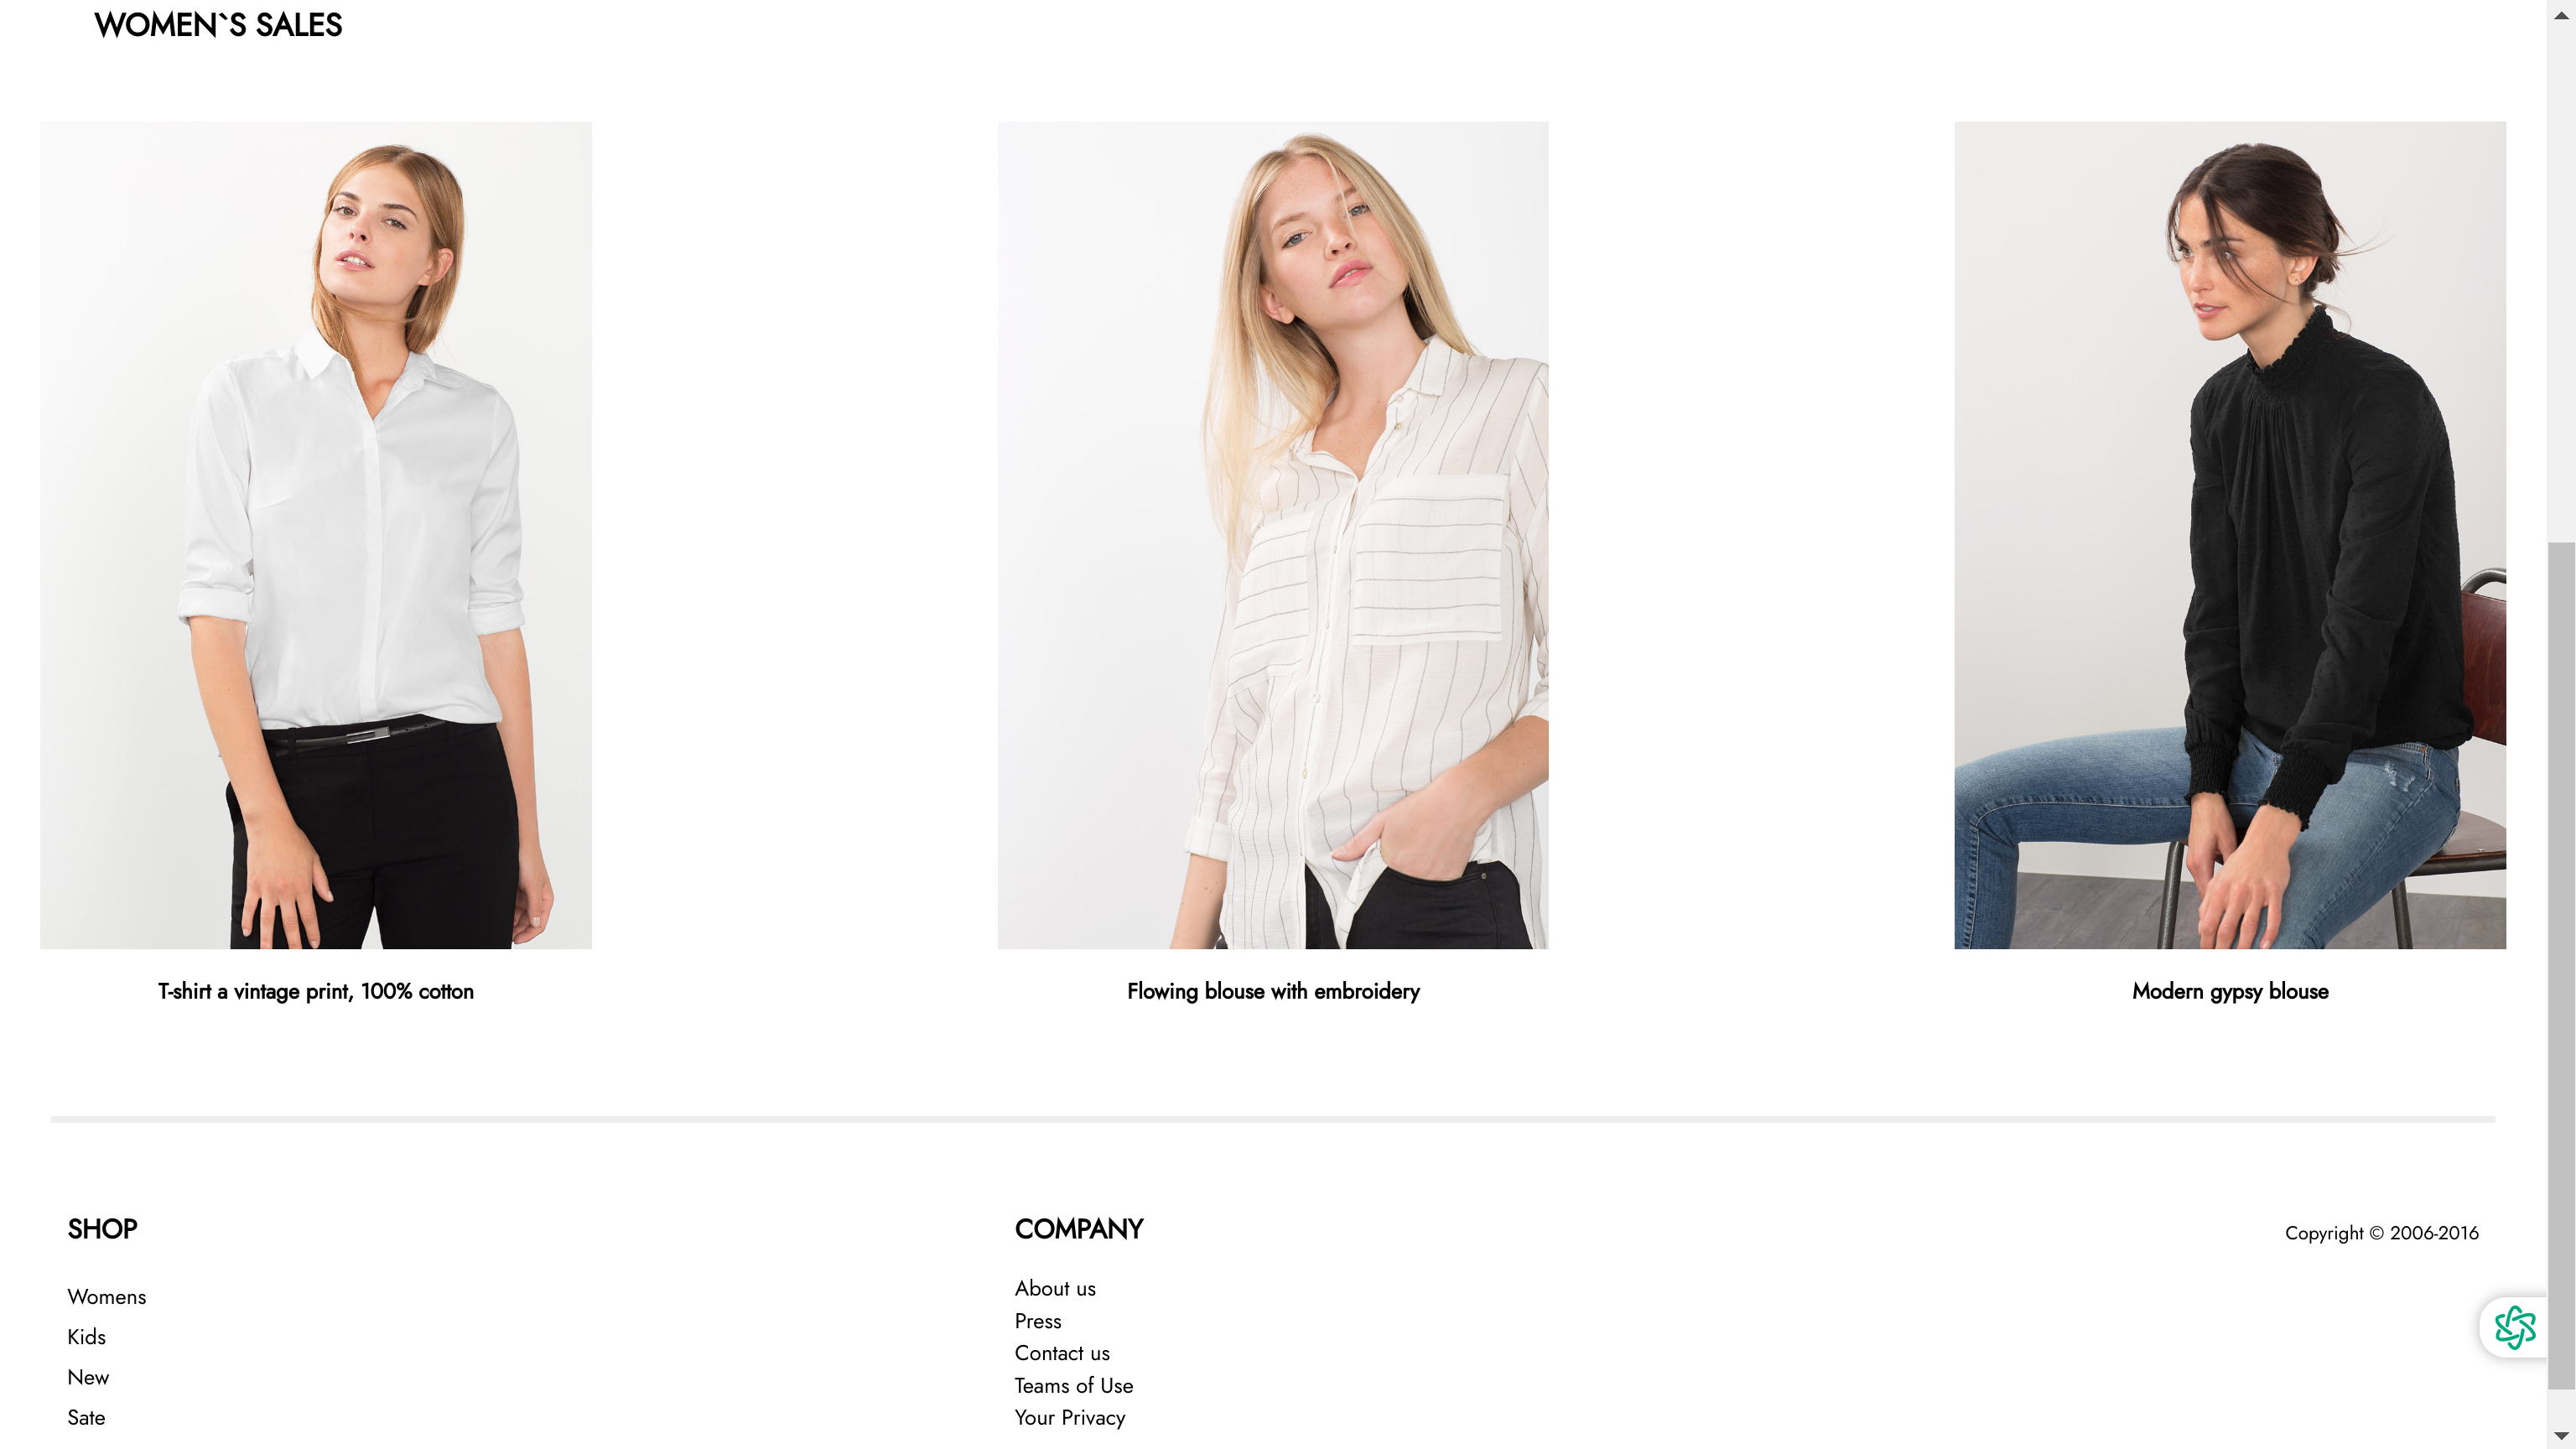 WOMEN`S SALES
T-shirt a vintage print, 100% cotton
Flowing blouse with embroidery
Modern gypsy blouse
SHOP
Womens
Kids
New
Sate
COMPANY
About us
Press
Contact us
Teams of Use
Your Privacy
Copyright © 2006-2016